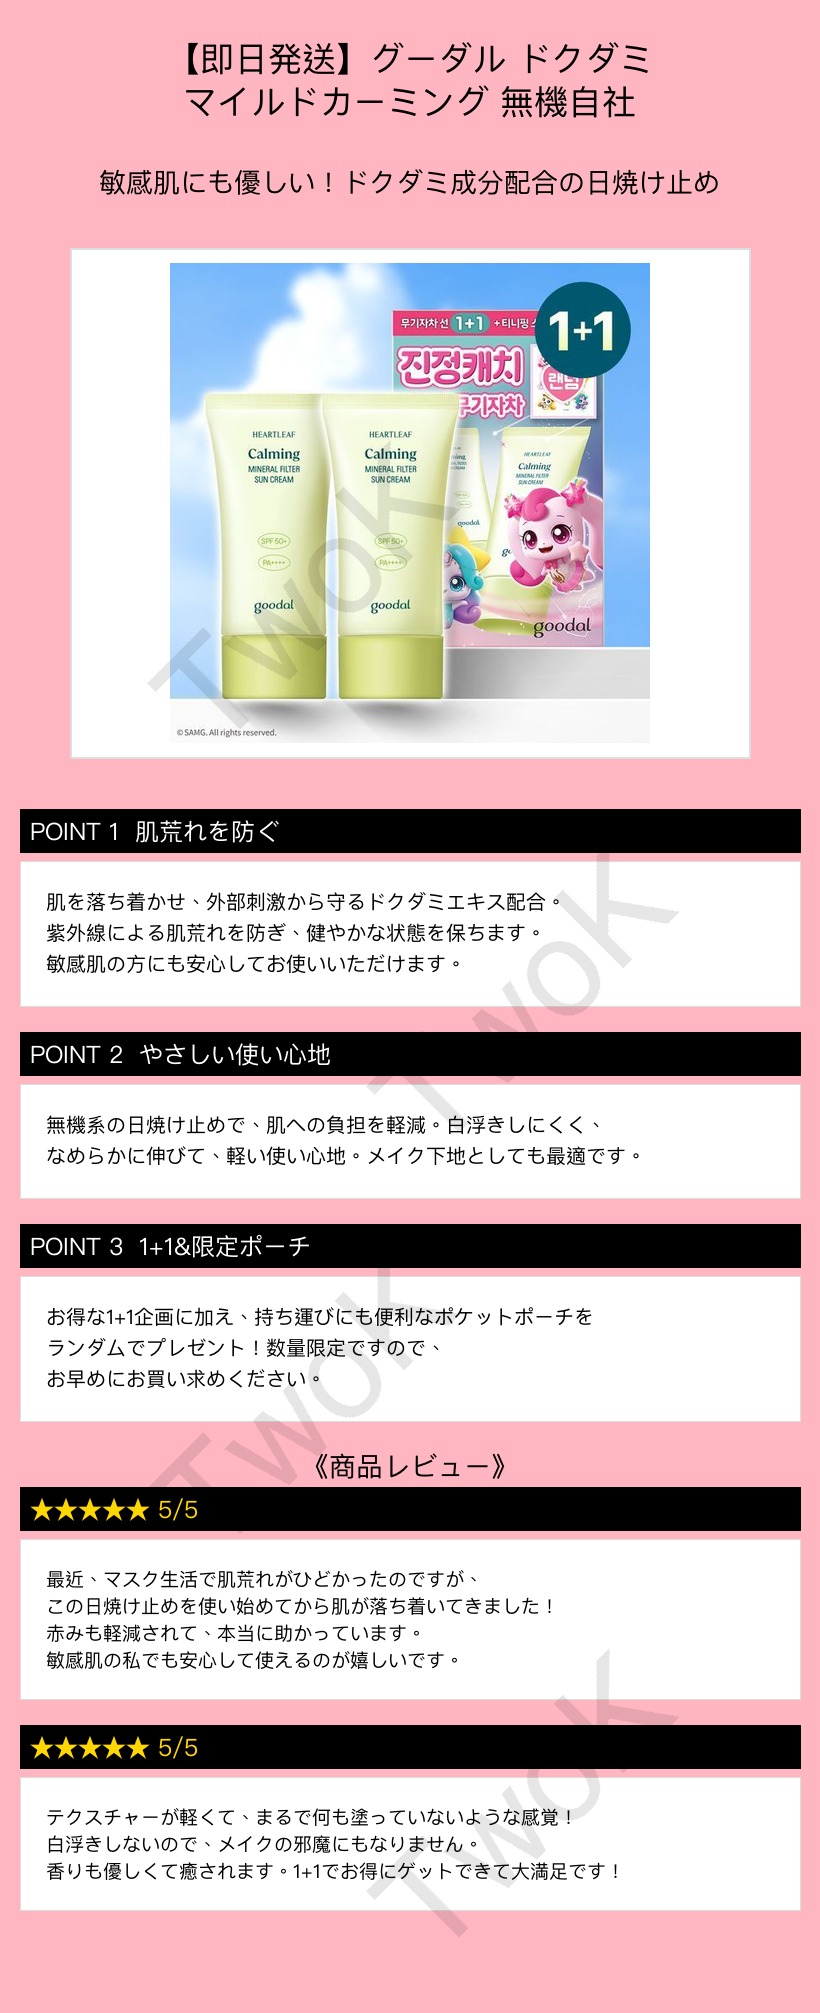 【即日発送】グーダル ドクダミ
マイルドカーミング 無機自社
敏感肌にも優しい！ドクダミ成分配合の日焼け止め
무기자차 선 1+1 +티니핑 스
1+1
진정캐치
무기자차
랜덤
HEARTLEAF
Calming
MINERAL FILTER
SUN CREAM
SPF 50+
PA++++
goodal
HEARTLEAF
Calming
MINERAL FILTER
SUN CREAM
SPF 50+
PA++++
goodal
HEARTLEAF
Calming
MINERAL FILTER
SUN CREAM
goodal
goodal
© SAMG. All rights reserved.
POINT 1 肌荒れを防ぐ
肌を落ち着かせ、外部刺激から守るドクダミエキス配合。
紫外線による肌荒れを防ぎ、健やかな状態を保ちます。
敏感肌の方にも安心してお使いいただけます。
POINT 2 やさしい使い心地
無機系の日焼け止めで、肌への負担を軽減。白浮きしにくく、
なめらかに伸びて、軽い使い心地。メイク下地としても最適です。
POINT 3 1+1&限定ポーチ
お得な1+1企画に加え、持ち運びにも便利なポケットポーチを
ランダムでプレゼント！数量限定ですので、
お早めにお買い求めください。
《商品レビュー》
★★★★★ 5/5
最近、マスク生活で肌荒れがひどかったのですが、
この日焼け止めを使い始めてから肌が落ち着いてきました！
赤みも軽減されて、本当に助かっています。
敏感肌の私でも安心して使えるのが嬉しいです。
★★★★★ 5/5
テクスチャーが軽くて、まるで何も塗っていないような感覚！
白浮きしないので、メイクの邪魔にもなりません。
香りも優しくて癒されます。1+1でお得にゲットできて大満足です！
TwoK
TwoK
TwoK
TwoK